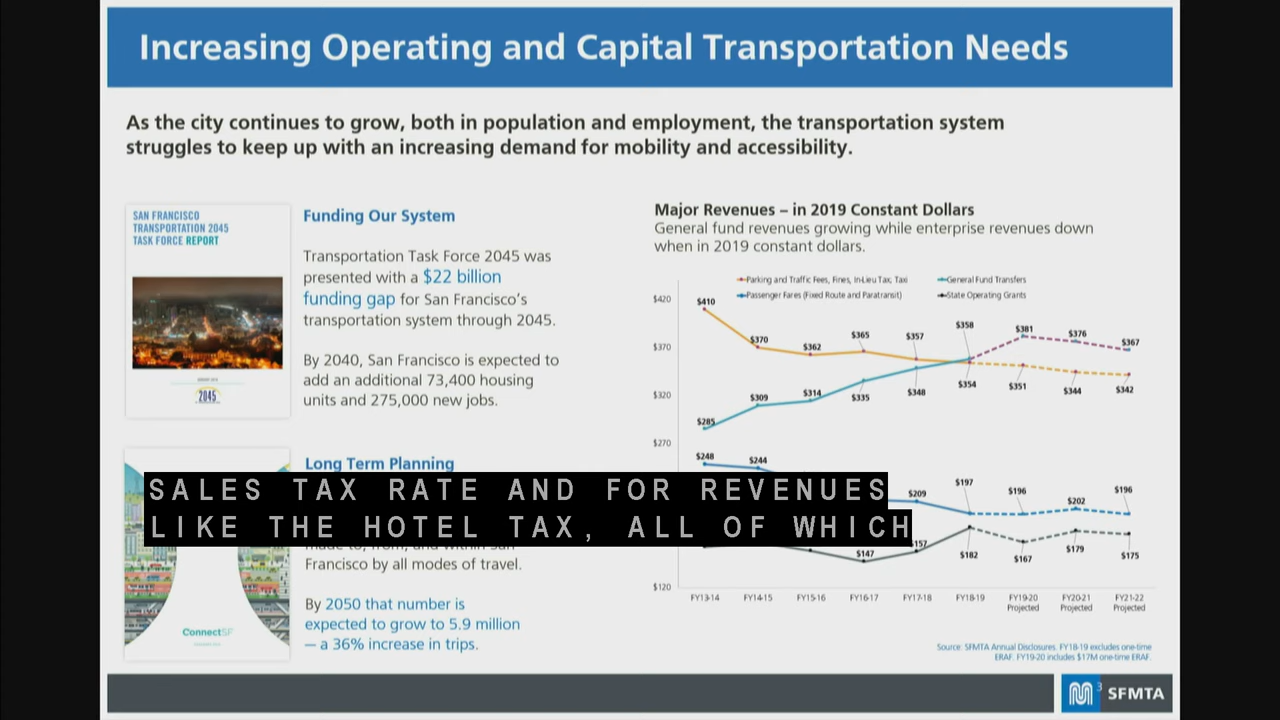 Increasing Operating and Capital Transportation Needs
As the city continues to grow, both in population and employment, the transportation system
struggles to keep up with an increasing demand for mobility and accessibility.
SAN FRANCISCO
TRANSPORTATION 2045
TASK FORCE REPORT
2045
Funding Our System
Transportation Task Force 2045 was
presented with a $22 billion
funding gap for San Francisco's
transportation system through 2045.
By 2040, San Francisco is expected to
add an additional 73,400 housing
units and 275,000 new jobs.
Long Term Planning
SALES TAX RATE AND FOR REVENUES
LIKE THE HOTEL TAX, ALL OF WHICH
Francisco by all modes of travel.
By 2050 that number is
expected to grow to 5.9 million
— a 36% increase in trips.
ConnectSF
Major Revenues – in 2019 Constant Dollars
General fund revenues growing while enterprise revenues down
when in 2019 constant dollars.
Parking and Traffic Fees, Fines, In-Lieu Tax, Taxi
General Fund Transfers
Passenger Fares (Fixed Route and Paratransit)
State Operating Grants
$420
$370
$320
$270
$120
$410
$370
$362
$365
$357
$358
$381
$376
$367
$285
$309
$314
$335
$348
$354
$351
$344
$342
$248
$244
$209
$197
$196
$202
$196
$147
$157
$182
$167
$179
$175
FY13-14
FY14-15
FY15-16
FY16-17
FY17-18
FY18-19
FY19-20
Projected
FY20-21
Projected
FY21-22
Projected
Source: SFMTA Annual Disclosures. FY18-19 excludes one-time
ERAF. FY19-20 includes $17M one-time ERAF.
3
SFMTA